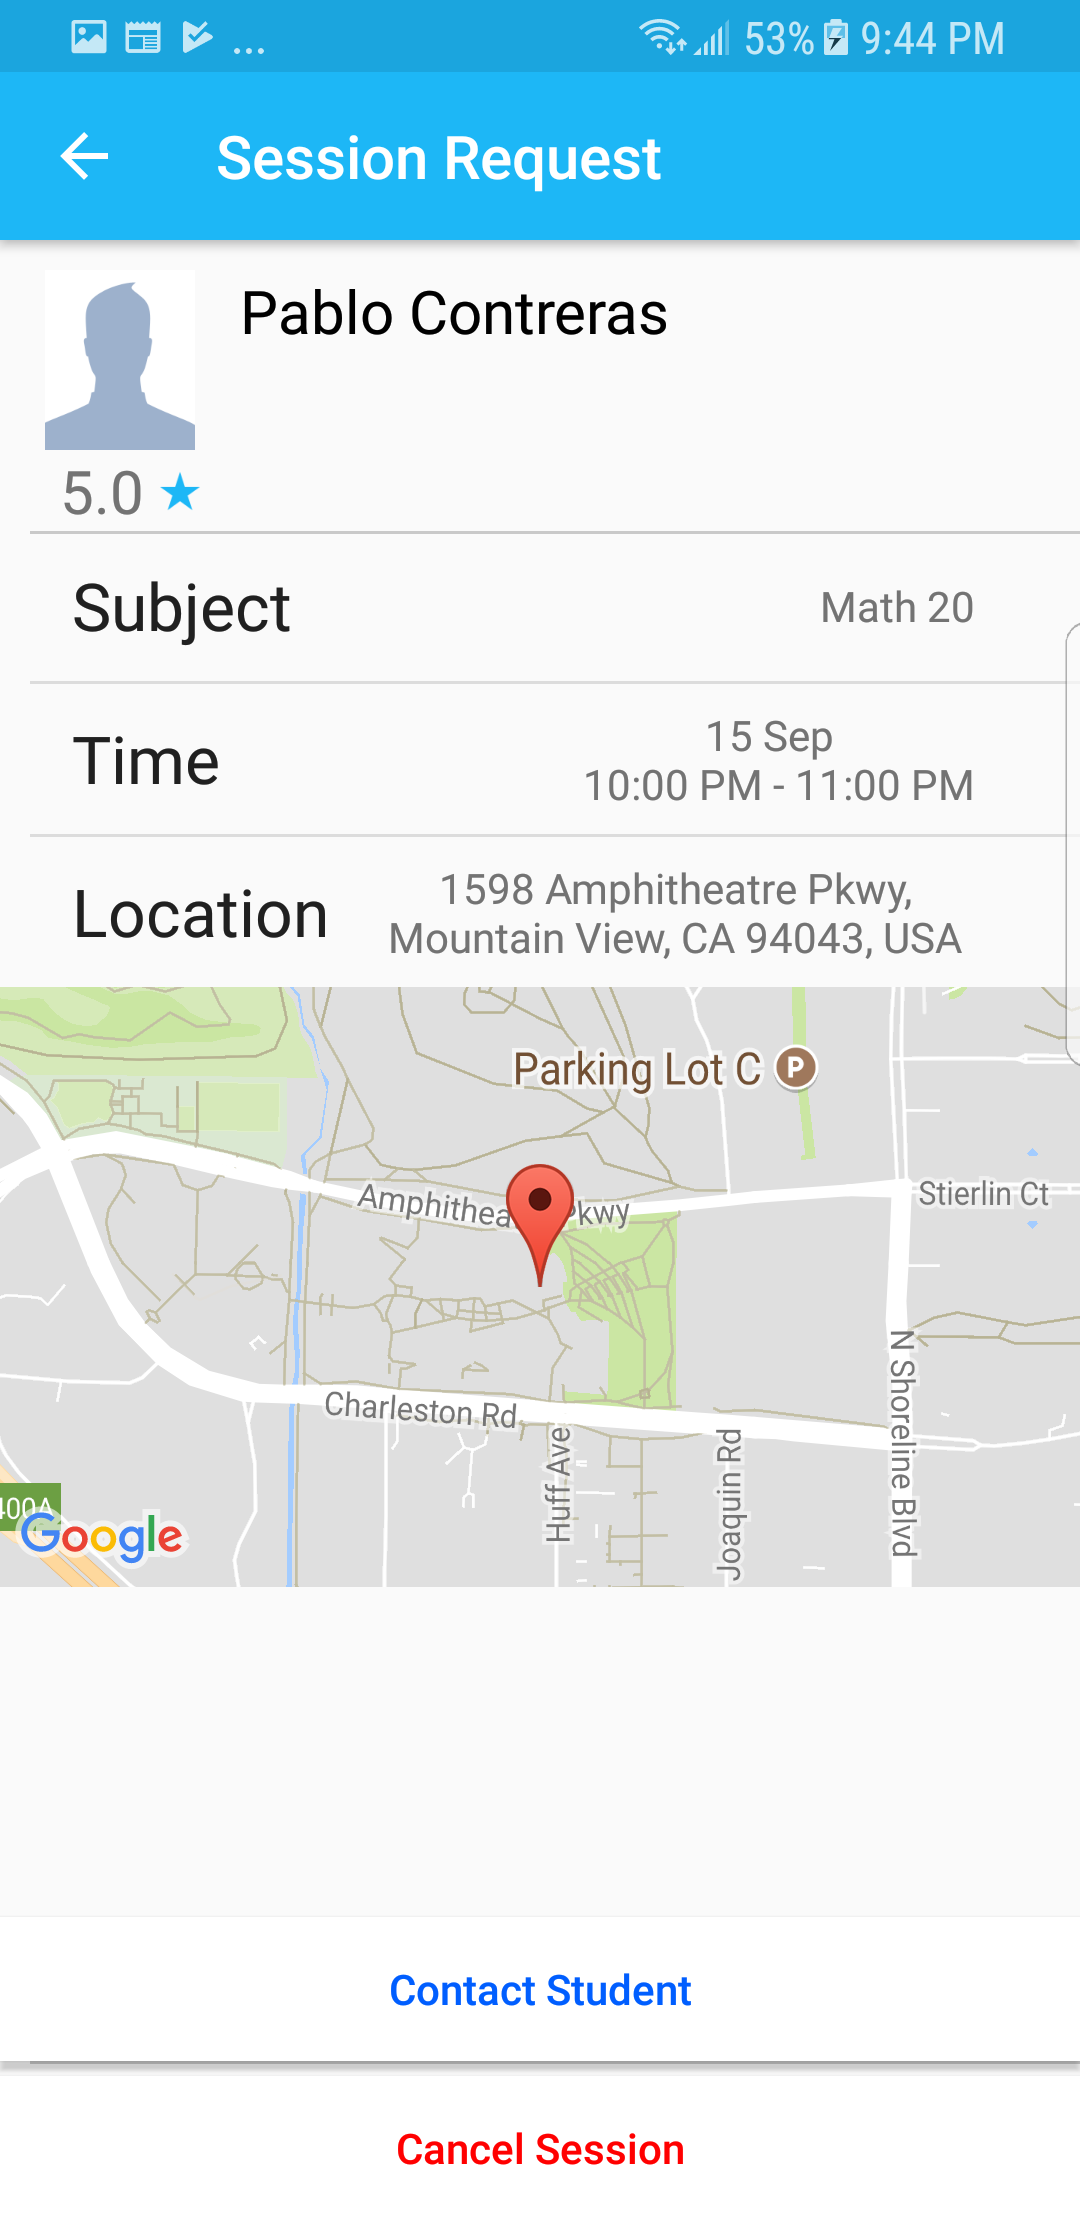 ... 53% 9:44 PM
Session Request
Pablo Contreras
5.0
Subject
Math 20
Time
15 Sep
10:00 PM - 11:00 PM
Location
1598 Amphitheatre Pkwy,
Mountain View, CA 94043, USA
Parking Lot C P
Stierlin Ct
Pkwy
Charleston Rd
Huff Ave
Joaquin Rd
N Shoreline Blvd
Google
Contact Student
Cancel Session